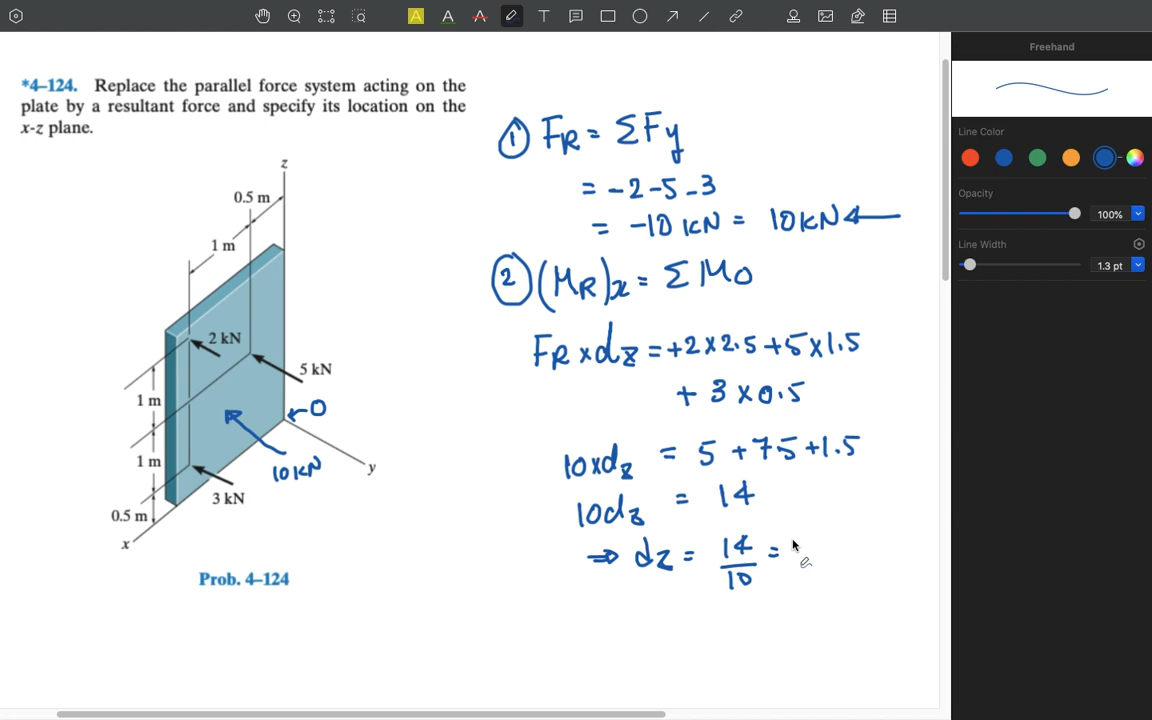 Freehand
Line Color
Opacity
100%
Line Width
1.3 pt
A
A
A
T
*4–124. Replace the parallel force system acting on the
plate by a resultant force and specify its location on the
x-z plane.
z
0.5 m
1 m
2 kN
5 kN
1 m
O
1 m
10 KN
y
3 kN
0.5 m
x
Prob. 4–124
① FR = ΣFy
= -2-5-3
= -10 KN = 10KN ←
② (MR)x = ΣMO
FR × dz = +2×2.5+5×1.5
+ 3×0.5
10×dz = 5 + 75 + 1.5
10dz = 14
⇒ dz = 14/10 =